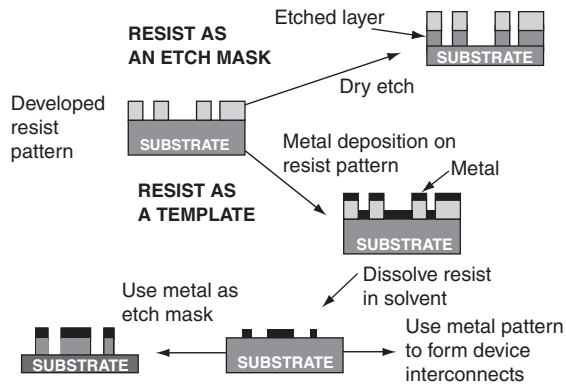 RESIST AS
AN ETCH MASK
Etched layer
SUBSTRATE
Dry etch
Developed
resist
pattern
SUBSTRATE
Metal deposition on
resist pattern
Metal
RESIST AS
A TEMPLATE
SUBSTRATE
Dissolve resist
in solvent
Use metal as
etch mask
SUBSTRATE
SUBSTRATE
Use metal pattern
to form device
interconnects